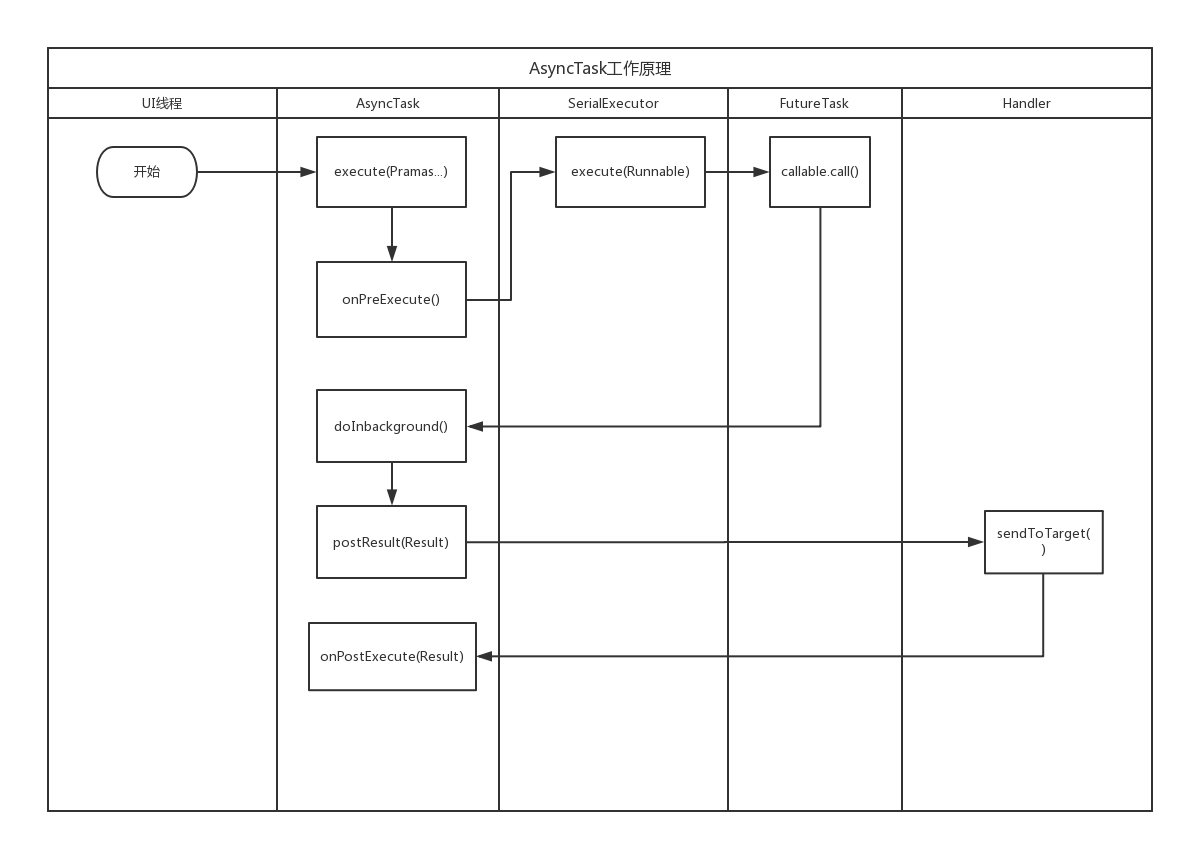 AsyncTask工作原理
UI线程
AsyncTask
SerialExecutor
FutureTask
Handler
开始
execute(Pramas...)
execute(Runnable)
callable.call()
onPreExecute()
doInbackground()
postResult(Result)
sendToTarget(
)
onPostExecute(Result)